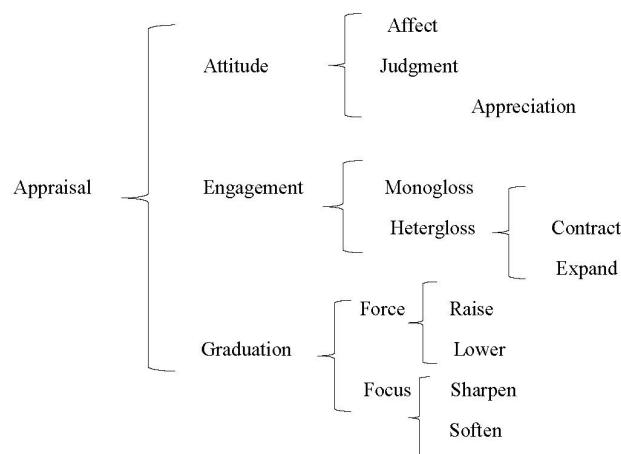 Affect
Attitude Judgment
Appreciation
Appraisal Engagement Monogloss
Hetergloss Contract
Expand
Force Raise
Graduation Lower
Focus Sharpen
Soften